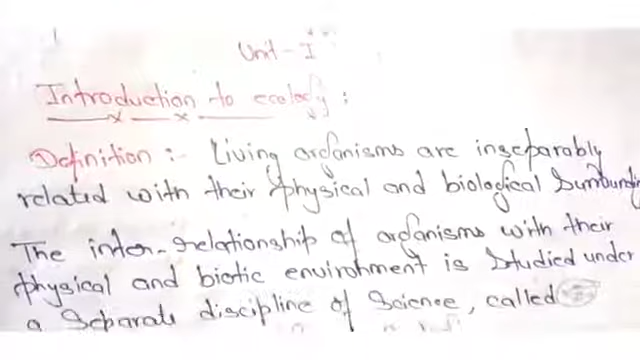 Unit - I
Introduction to ecology :
Definition :- Living organisms are inseparably
related with their physical and biological Surroundin
The inter-relationship of organisms with their
physical and biotic environment is Studied under
a Separate discipline of Science, called